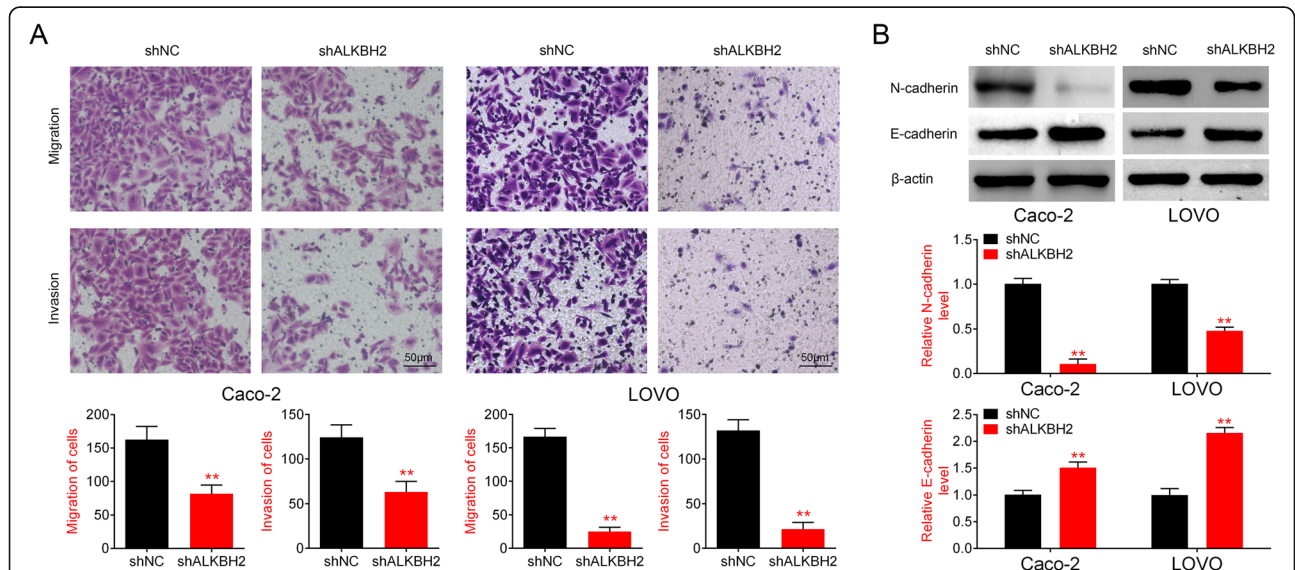 A
shNC shALKBH2 shNC shALKBH2
Migration
Invasion
50μm 50μm
Caco-2 LOVO
Migration of cells
200
150
100
50
0
**
shNC shALKBH2
Invasion of cells
150
100
50
0
**
shNC shALKBH2
Migration of cells
200
150
100
50
0
**
shNC shALKBH2
Invasion of cells
150
100
50
0
**
shNC shALKBH2
B
shNC shALKBH2 shNC shALKBH2
N-cadherin
E-cadherin
β-actin
Caco-2 LOVO
Relative N-cadherin
level
1.5
1.0
0.5
0.0
shNC
shALKBH2
** **
Caco-2 LOVO
Relative E-cadherin
level
2.5
2.0
1.5
1.0
0.5
0.0
shNC
shALKBH2
** **
Caco-2 LOVO